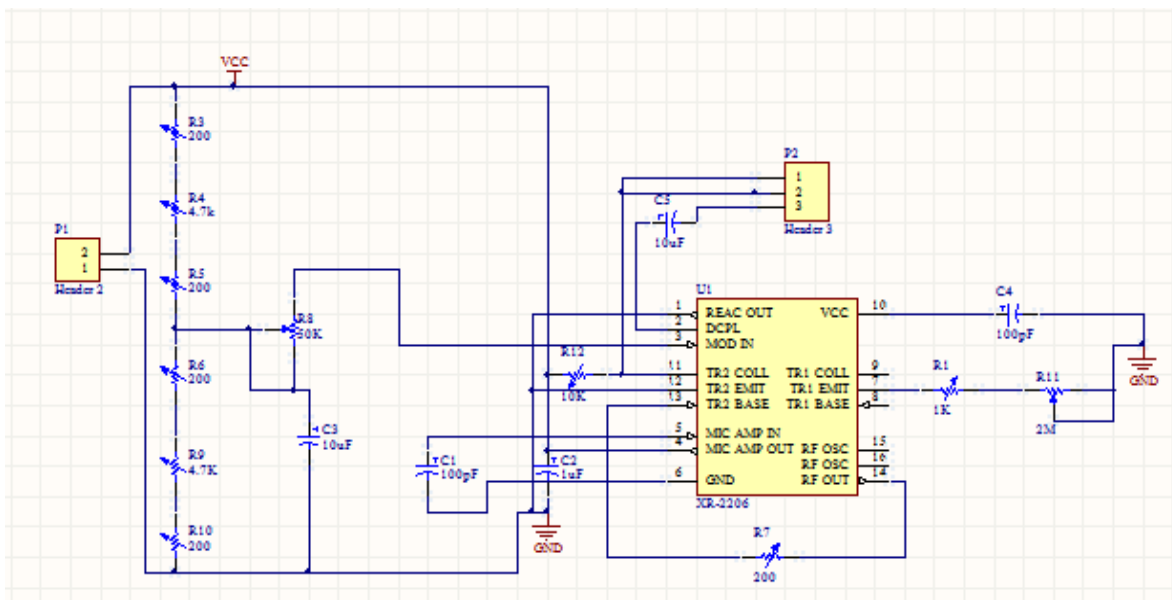 VCC
R3
200
R4
4.7k
P1
2
1
Header 2
R5
200
R8
50K
R6
200
C3
10uF
R9
4.7K
R10
200
P2
1
2
3
Header 3
C5
10uF
U1
1 REAC OUT
2 DCPL
3 MOD IN
11 TR2 COLL
12 TR2 EMIT
13 TR2 BASE
5 MIC AMP IN
4 MIC AMP OUT
6 GND
VCC 10
TR1 COLL 9
TR1 EMIT 7
TR1 BASE 8
RF OSC 15
RF OSC 16
RF OUT 14
XR-2206
C4
100pF
GND
R1
1K
R11
2M
R12
10K
C1
100pF
C2
1uF
GND
R7
200